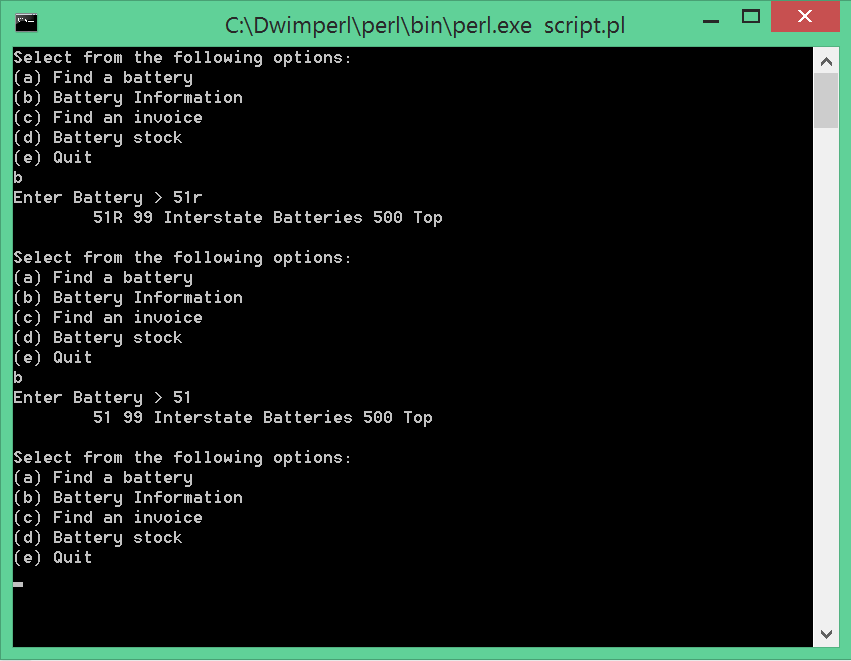 C:\Dwimperl\perl\bin\perl.exe  script.pl
Select from the following options:
(a) Find a battery
(b) Battery Information
(c) Find an invoice
(d) Battery stock
(e) Quit
b
Enter Battery > 51r
        51R 99 Interstate Batteries 500 Top

Select from the following options:
(a) Find a battery
(b) Battery Information
(c) Find an invoice
(d) Battery stock
(e) Quit
b
Enter Battery > 51
        51 99 Interstate Batteries 500 Top

Select from the following options:
(a) Find a battery
(b) Battery Information
(c) Find an invoice
(d) Battery stock
(e) Quit